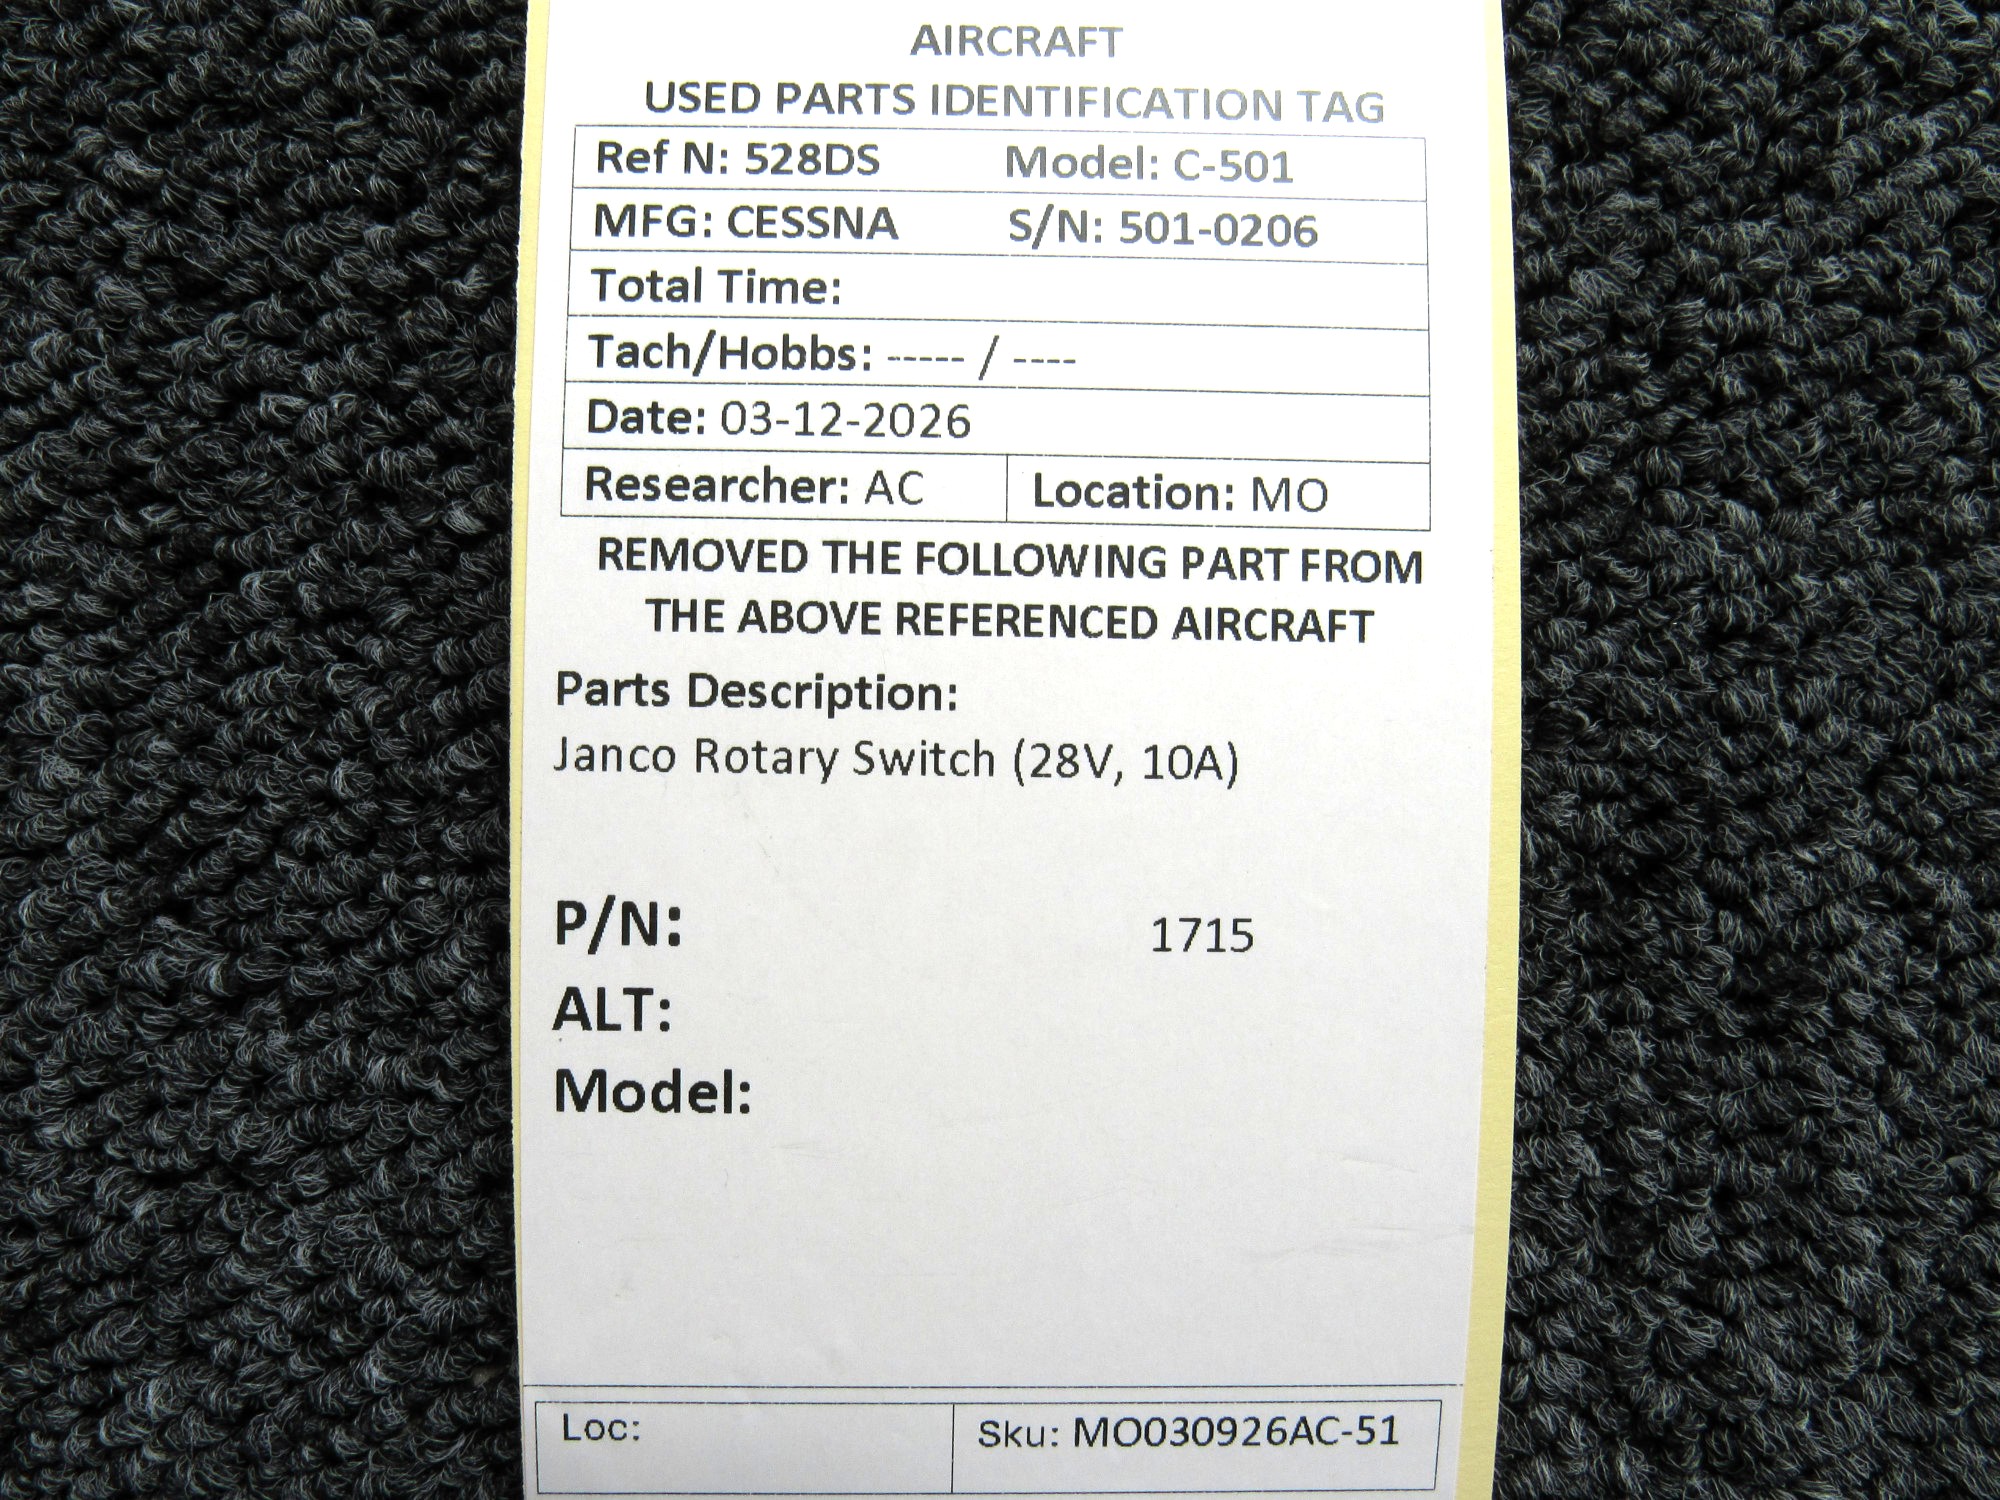 AIRCRAFT
USED PARTS IDENTIFICATION TAG
Ref N: 528DS Model: C-501
MFG: CESSNA S/N: 501-0206
Total Time:
Tach/Hobbs: ----- / ----
Date: 03-12-2026
Researcher: AC Location: MO
REMOVED THE FOLLOWING PART FROM
THE ABOVE REFERENCED AIRCRAFT
Parts Description:
Janco Rotary Switch (28V, 10A)
P/N: 1715
ALT:
Model:
Loc: Sku: MO030926AC-51